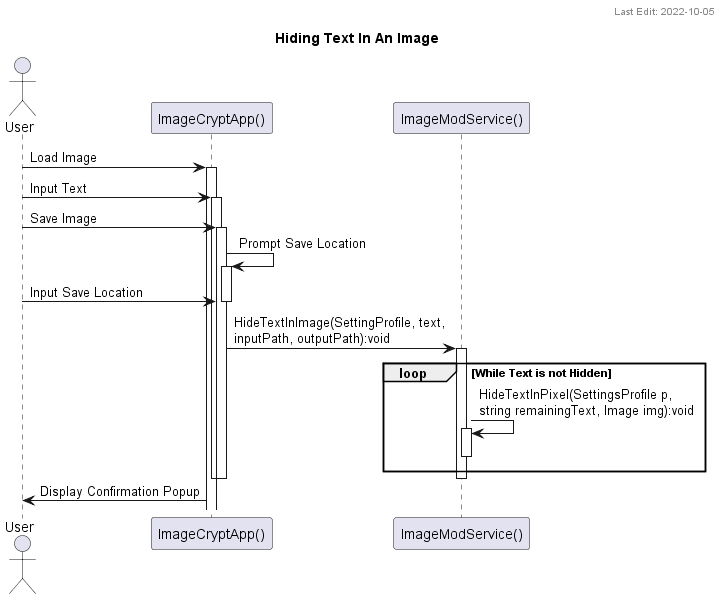 Last Edit: 2022-10-05
Hiding Text In An Image
User
ImageCryptApp()
ImageModService()
Load Image
Input Text
Save Image
Prompt Save Location
Input Save Location
HideTextInImage(SettingProfile, text,
inputPath, outputPath):void
loop
[While Text is not Hidden]
HideTextInPixel(SettingsProfile p,
string remainingText, Image img):void
Display Confirmation Popup
User
ImageCryptApp()
ImageModService()